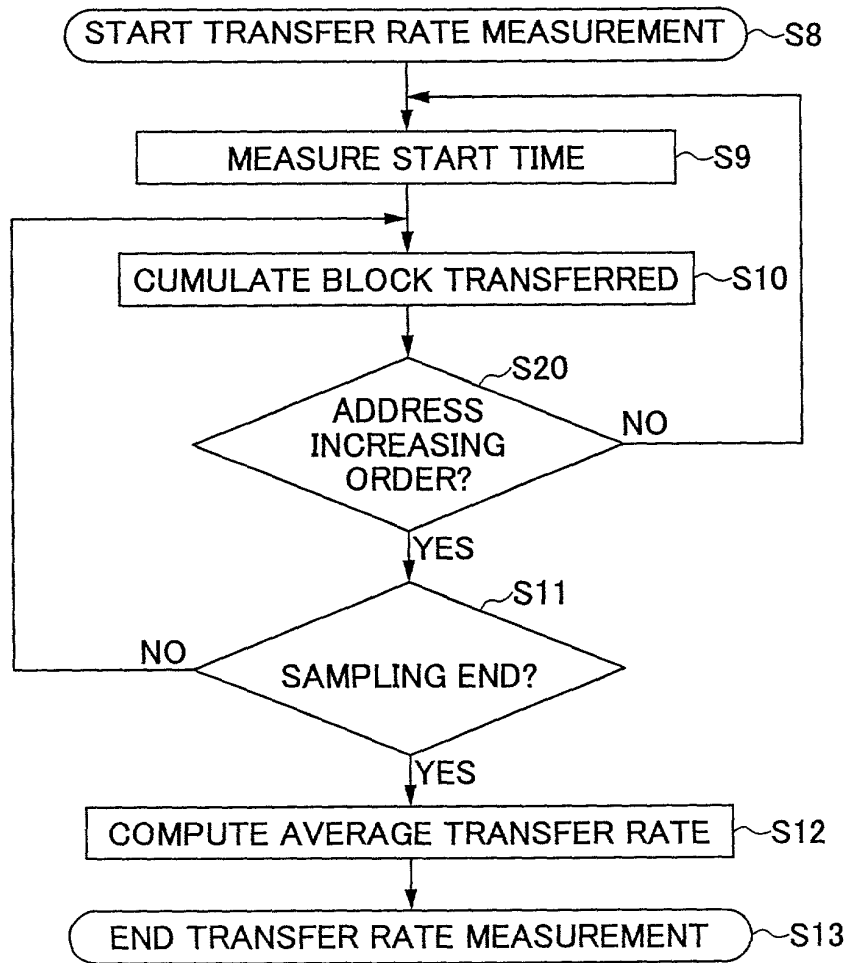 START TRANSFER RATE MEASUREMENT S8
MEASURE START TIME S9
CUMULATE BLOCK TRANSFERRED S10
S20
ADDRESS
INCREASING
ORDER?
NO
YES
S11
NO
SAMPLING END?
YES
COMPUTE AVERAGE TRANSFER RATE S12
END TRANSFER RATE MEASUREMENT S13